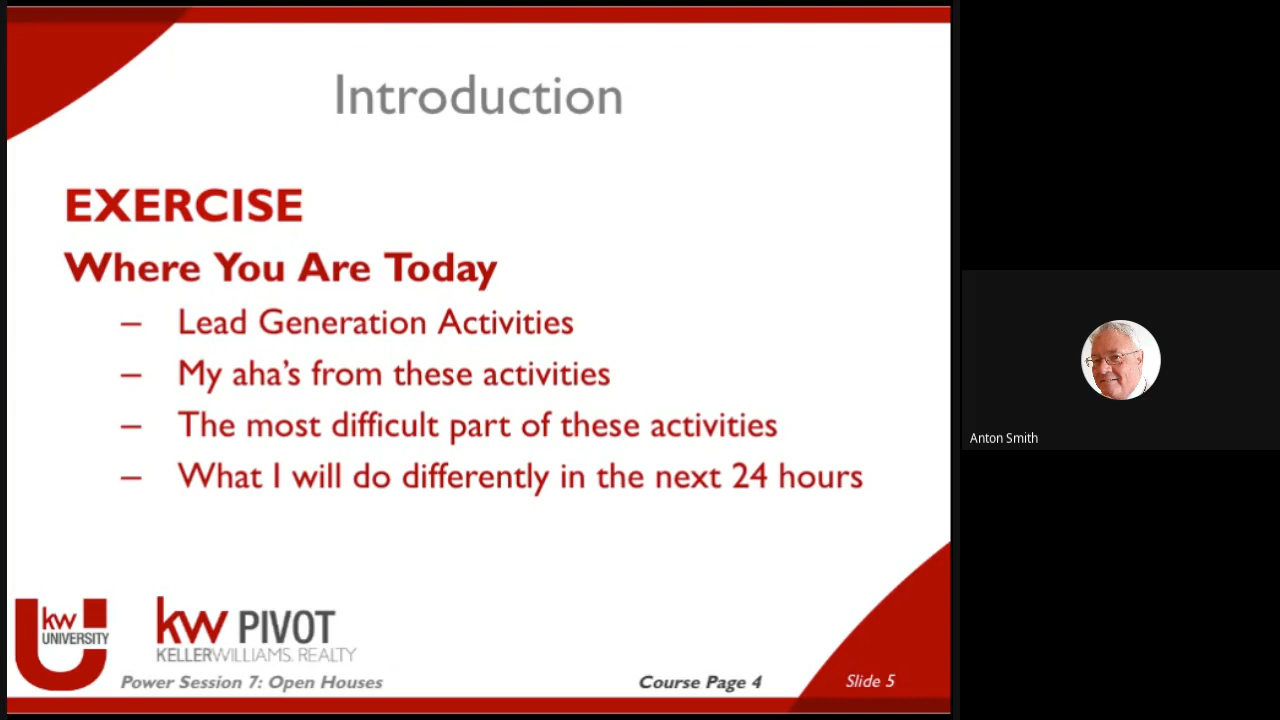 Introduction
EXERCISE
Where You Are Today
– Lead Generation Activities
– My aha’s from these activities
– The most difficult part of these activities
– What I will do differently in the next 24 hours
kw
UNIVERSITY
kw PIVOT
KELLERWILLIAMS. REALTY
Power Session 7: Open Houses
Course Page 4
Slide 5
Anton Smith